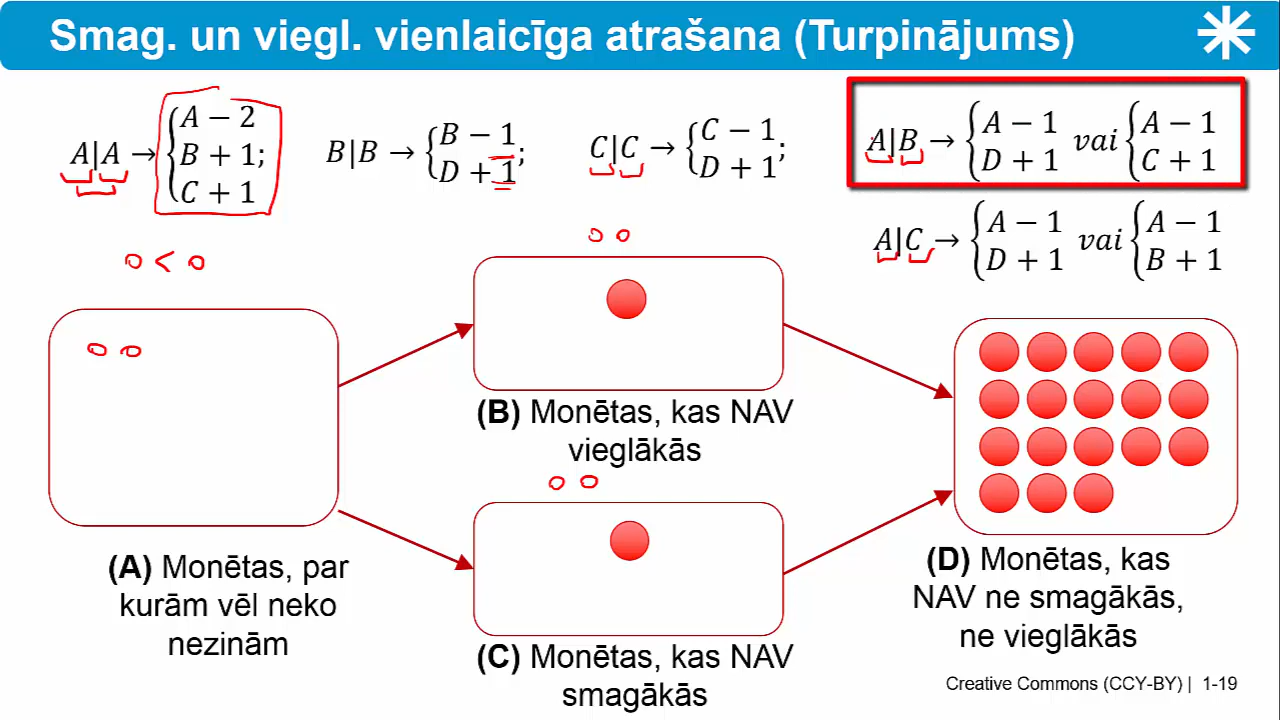 Smag. un viegl. vienlaicīga atrašana (Turpinājums)
A|A → { A − 2
B + 1;
C + 1
B|B → { B − 1
D + 1 ;
C|C → { C − 1
D + 1 ;
A|B → { A − 1
D + 1 vai { A − 1
C + 1
A|C → { A − 1
D + 1 vai { A − 1
B + 1
o < o
(A) Monētas, par
kurām vēl neko
nezinām
(B) Monētas, kas NAV
vieglākās
(C) Monētas, kas NAV
smagākās
(D) Monētas, kas
NAV ne smagākās,
ne vieglākās
Creative Commons (CCY-BY) | 1-19